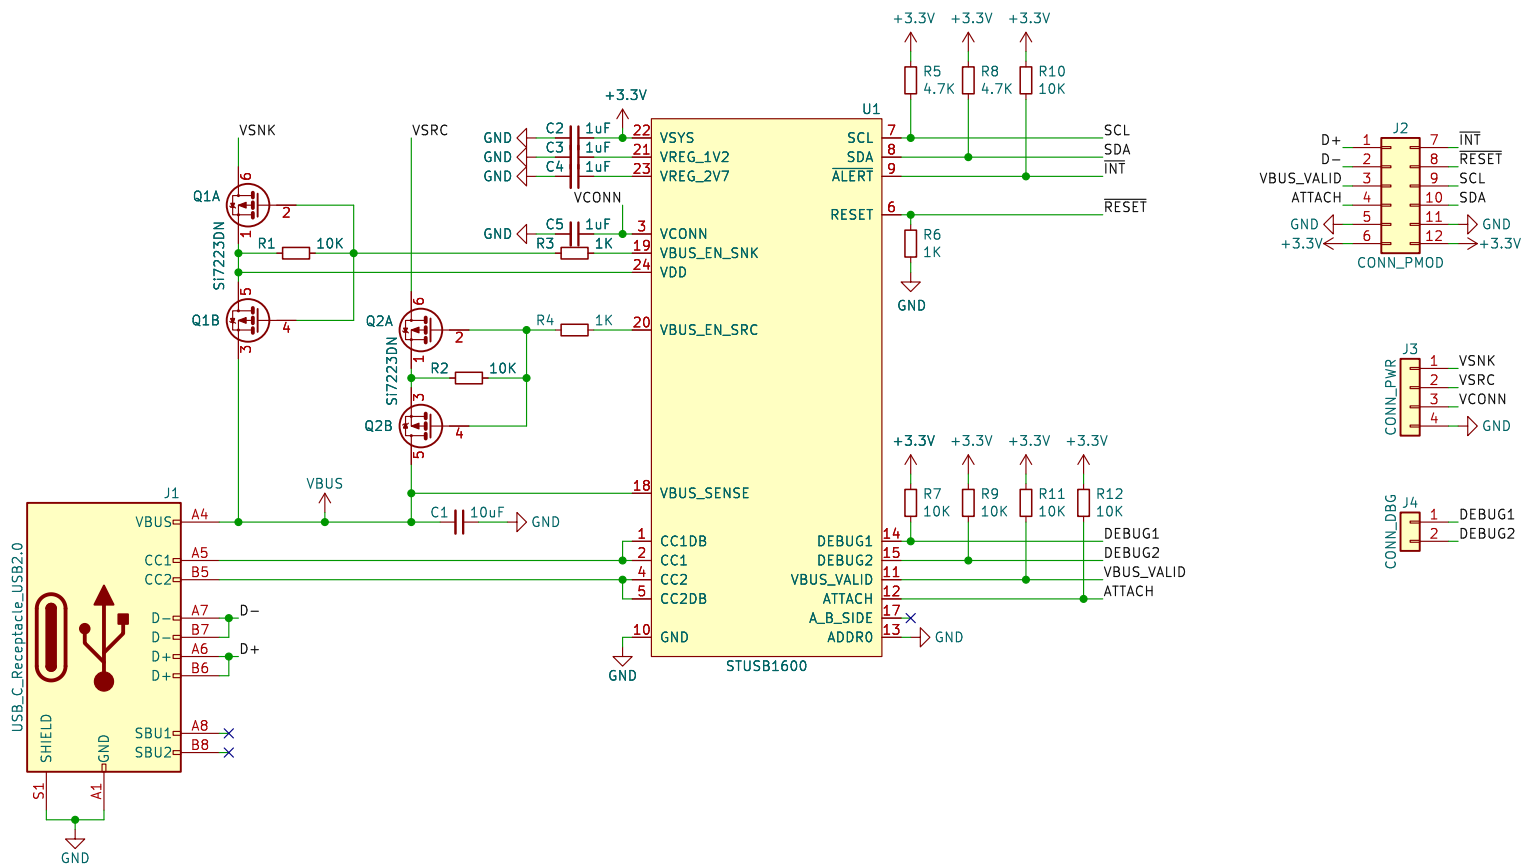 +3.3V +3.3V +3.3V
R5 4.7K
R8 4.7K
R10 10K
+3.3V
U1
VSNK
VSRC
GND C2 1uF 22 VSYS
GND C3 1uF 21 VREG_1V2
GND C4 1uF 23 VREG_2V7
VCONN
GND C5 1uF 3 VCONN
R1 10K R3 1K 19 VBUS_EN_SNK
24 VDD
R4 1K 20 VBUS_EN_SRC
18 VBUS_SENSE
1 CC1DB
2 CC1
4 CC2
5 CC2DB
10 GND
GND
SCL 7 SCL
SDA 8 SDA
ALERT 9 INT
RESET 6 RESET
R6
1K
GND
Q1A 6 2 1
Si7223DN
Q1B 5 4 3
Q2A 6 2 1
Si7223DN
R2 10K
Q2B 3 4 5
+3.3V +3.3V +3.3V +3.3V
R7 10K
R9 10K
R11 10K
R12 10K
DEBUG1 14 DEBUG1
DEBUG2 15 DEBUG2
VBUS_VALID 11 VBUS_VALID
ATTACH 12 ATTACH
A_B_SIDE 17
ADDR0 13 GND
STUSB1600
J1
VBUS
C1 10uF GND
VBUS A4
CC1 A5
CC2 B5
D- A7 D-
D- B7
D+ A6 D+
D+ B6
SBU1 A8
SBU2 B8
USB_C_Receptacle_USB2.0
SHIELD GND
S1 A1
GND
J2
D+ 1 7 INT
D- 2 8 RESET
VBUS_VALID 3 9 SCL
ATTACH 4 10 SDA
GND 5 11 GND
+3.3V 6 12 +3.3V
CONN_PMOD
J3
CONN_PWR
1 VSNK
2 VSRC
3 VCONN
4 GND
J4
CONN_DBG
1 DEBUG1
2 DEBUG2